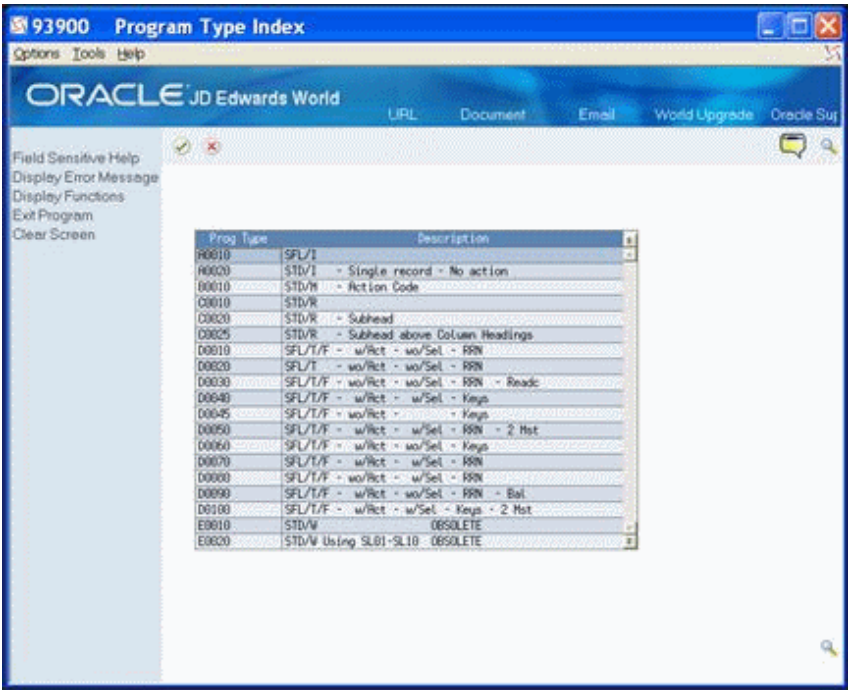 93900 Program Type Index
Options Tools Help
ORACLE JD Edwards World
URL Document Email World Upgrade Oracle Sup
Field Sensitive Help
Display Error Message
Display Functions
Exit Program
Clear Screen
Prog Type Description
A0010 SFL/I
A0020 STD/I - Single record - No action
B0010 STD/M - Action Code
C0010 STD/R
C0020 STD/R - Subhead
C0025 STD/R - Subhead above Column Headings
D0010 SFL/T/F - w/Act - wo/Sel - RRN
D0020 SFL/T - wo/Act - wo/Sel - RRN
D0030 SFL/T/F - wo/Act - wo/Sel - RRN - Readc
D0040 SFL/T/F - w/Act - w/Sel - Keys
D0045 SFL/T/F - wo/Act - - Keys
D0050 SFL/T/F - w/Act - w/Sel - RRN - 2 Mst
D0060 SFL/T/F - w/Act - wo/Sel - Keys
D0070 SFL/T/F - w/Act - w/Sel - RRN
D0080 SFL/T/F - wo/Act - w/Sel - RRN
D0090 SFL/T/F - w/Act - wo/Sel - RRN - Bal
D0100 SFL/T/F - w/Act - w/Sel - Keys - 2 Mst
E0010 STD/W OBSOLETE
E0020 STD/W Using SL01-SL10 OBSOLETE